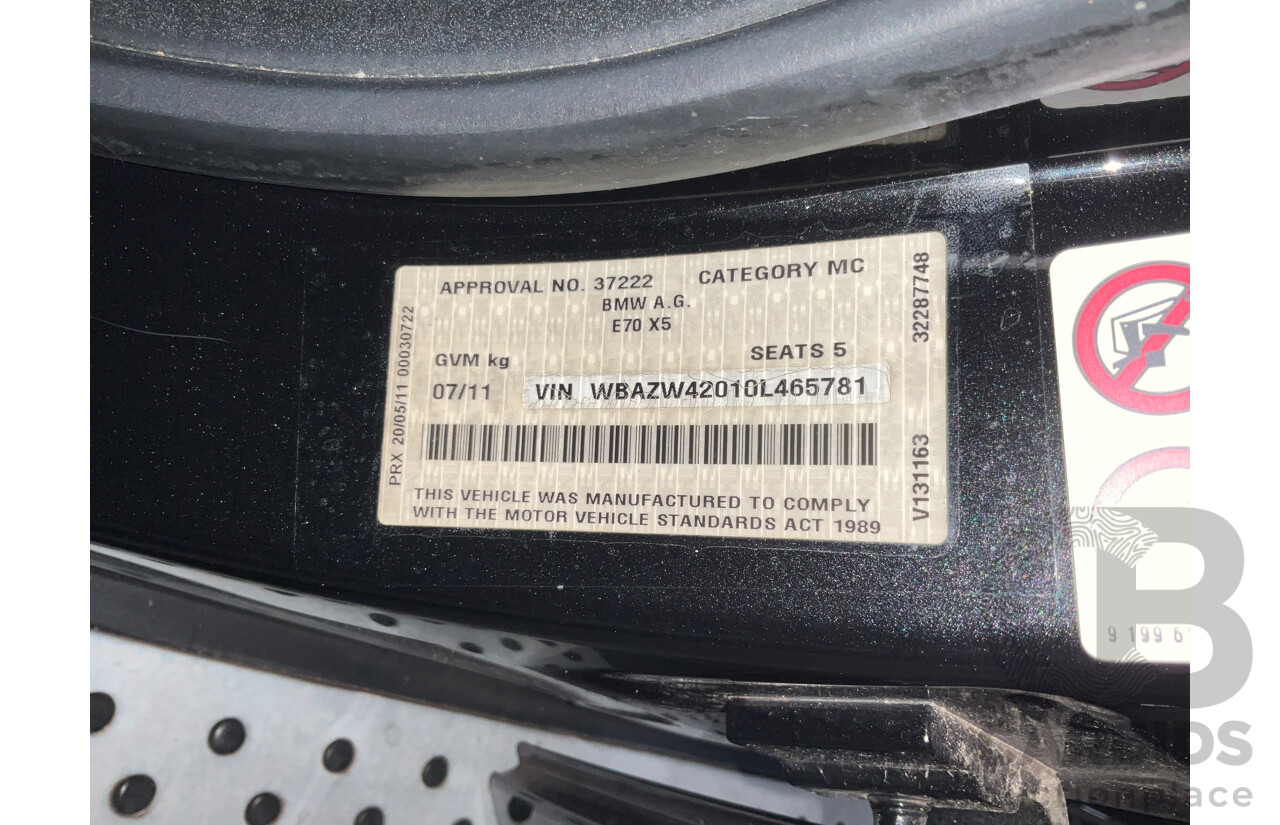 APPROVAL NO. 37222 CATEGORY MC
BMW A.G.
E70 X5
GVM kg SEATS 5
07/11 VIN WBAZW42010L465781
THIS VEHICLE WAS MANUFACTURED TO COMPLY
WITH THE MOTOR VEHICLE STANDARDS ACT 1989
PRX 20/05/11 00030722
32287748
V131163
9 199 6